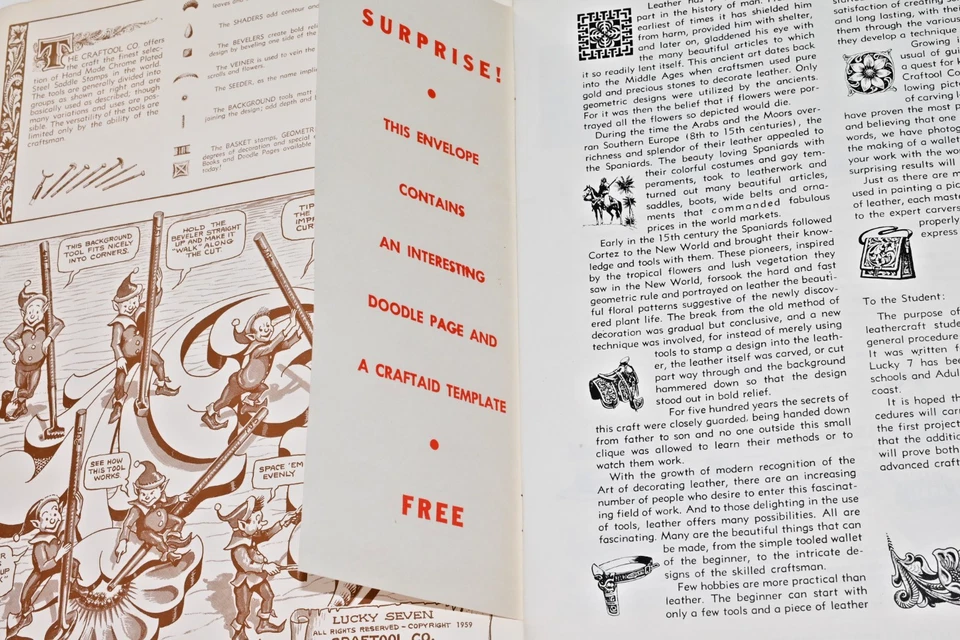 leaves and
The SHADERS add contour and
The BEVELERS create bold re
design by beveling one side of the
The VEINER is used to vein the
scrolls and flowers.
The SEEDER, as the name implies
The BACKGROUND tools matt
joining the design; add depth and
The BASKET stamps, GEOMETR
degrees of decoration and special
Books and Doodle Pages available
today!
THE CRAFTOOL CO. offers
the craft the finest selec-
tion of Hand Made Chrome Plated
Steel Saddle Stamps in the land.
The tools are generally divided into
groups as shown at right and are
basically used as described, though
many variations and uses are pos-
sible. The versatility of the tools are
limited only by the ability of the
craftsman.
THIS BACKGROUND
TOOL FITS NICELY
INTO CORNERS.
HOLD THE
BEVELER STRAIGHT
UP AND MAKE IT
"WALK" ALONG
THE CUT.
TIP
THE
IMPR
CUR
SEE HOW
THIS TOOL
WORKS.
SPACE 'EM
EVENLY
LUCKY SEVEN
ALL RIGHTS RESERVED - COPYRIGHT 1959
CRAFTOOL CO.
SURPRISE!
THIS ENVELOPE
CONTAINS
AN INTERESTING
DOODLE PAGE AND
A CRAFTAID TEMPLATE
FREE
Leather has
part in the history of man. From
earliest of times it has shielded him
from harm, provided him with shelter,
and later on, gladdened his eye with
the many beautiful articles to which
it so readily lent itself. This ancient art dates back
into the Middle Ages when craftsmen used pure
gold and precious stones to decorate leather. Only
geometric designs were utilized by the ancients.
For it was then the belief that if flowers were por-
trayed all the flowers so depicted would die.
During the time the Arabs and the Moors over-
ran Southern Europe (8th to 15th centuries), the
richness and splendor of their leather appealed to
the Spaniards. The beauty loving Spaniards with
their colorful costumes and gay tem-
peraments, took to leatherwork and
turned out many beautiful articles,
saddles, boots, wide belts and orna-
ments that commanded fabulous
prices in the world markets.
Early in the 15th century the Spaniards followed
Cortez to the New World and brought their know-
ledge and tools with them. These pioneers, inspired
by the tropical flowers and lush vegetation they
saw in the New World, forsook the hard and fast
geometric rule and portrayed on leather the beauti-
ful floral patterns suggestive of the newly discov-
ered plant life. The break from the old method of
decoration was gradual but conclusive, and a new
technique was involved, for instead of merely using
tools to stamp a design into the leath-
er, the leather itself was carved, or cut
part way through and the background
hammered down so that the design
stood out in bold relief.
For five hundred years the secrets of
this craft were closely guarded, being handed down
from father to son and no one outside this small
clique was allowed to learn their methods or to
watch them work.
With the growth of modern recognition of the
Art of decorating leather, there are an increasing
number of people who desire to enter this fascinat-
ing field of work. And to those delighting in the use
of tools, leather offers many possibilities. All are
fascinating. Many are the beautiful things that can
be made, from the simple tooled wallet
of the beginner, to the intricate de-
signs of the skilled craftsman.
Few hobbies are more practical than
leather. The beginner can start with
only a few tools and a piece of leather
satisfaction of creating
and long lasting, with their
them through the various
they develop a technique
Growing i
usual of gui
a quest for k
Craftool Co
lowing pictu
of carving l
have proven the most p
and believing that one
words, we have photog
the making of a wallet
your work with the wo
surprising results will
Just as there are m
used in painting a pic
of leather, each maste
to the expert carvers
properly
express
To the Student:
The purpose of
leathercraft stude
general procedure
It was written f
Lucky 7 has bee
schools and Adul
coast.
It is hoped th
cedures will carr
the first project
that the additio
will prove both
advanced craft